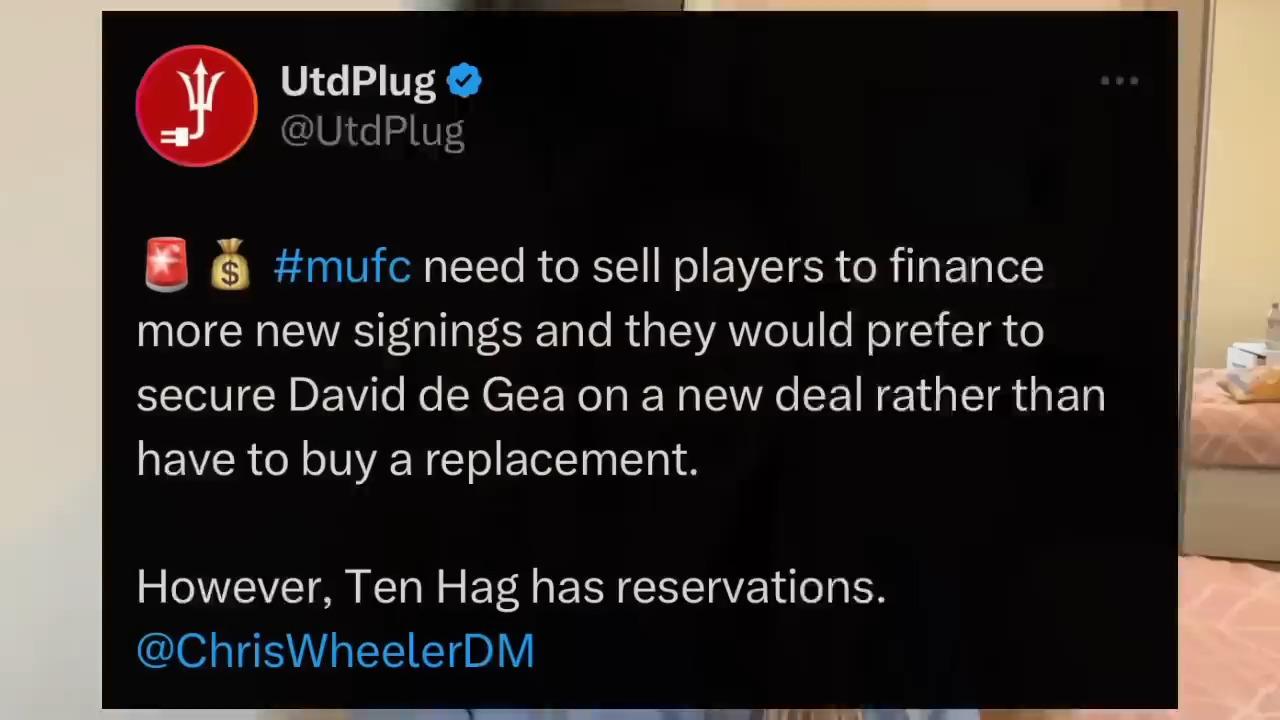 UtdPlug
@UtdPlug
🚨 💰 #mufc need to sell players to finance
more new signings and they would prefer to
secure David de Gea on a new deal rather than
have to buy a replacement.
However, Ten Hag has reservations.
@ChrisWheelerDM